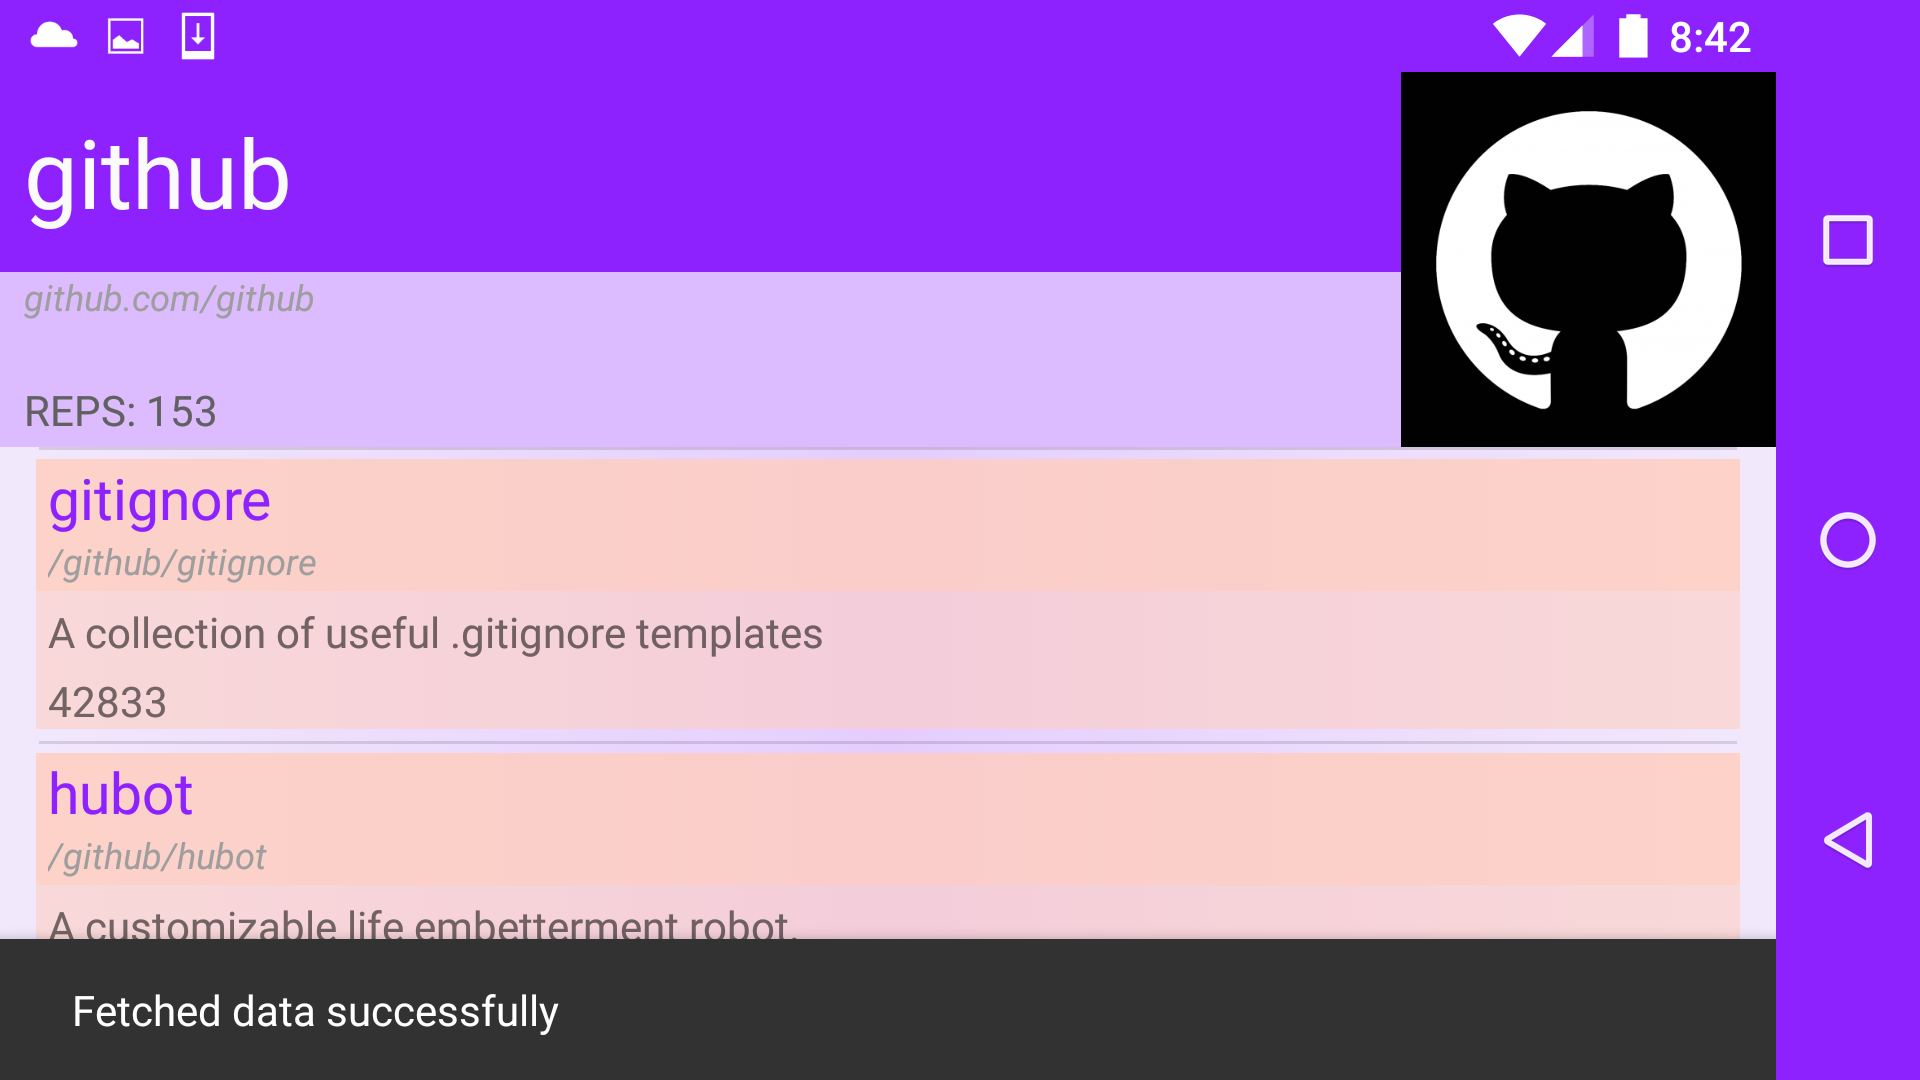 8:42
github
github.com/github
REPS: 153
gitignore
/github/gitignore
A collection of useful .gitignore templates
42833
hubot
/github/hubot
A customizable life embetterment robot.
Fetched data successfully